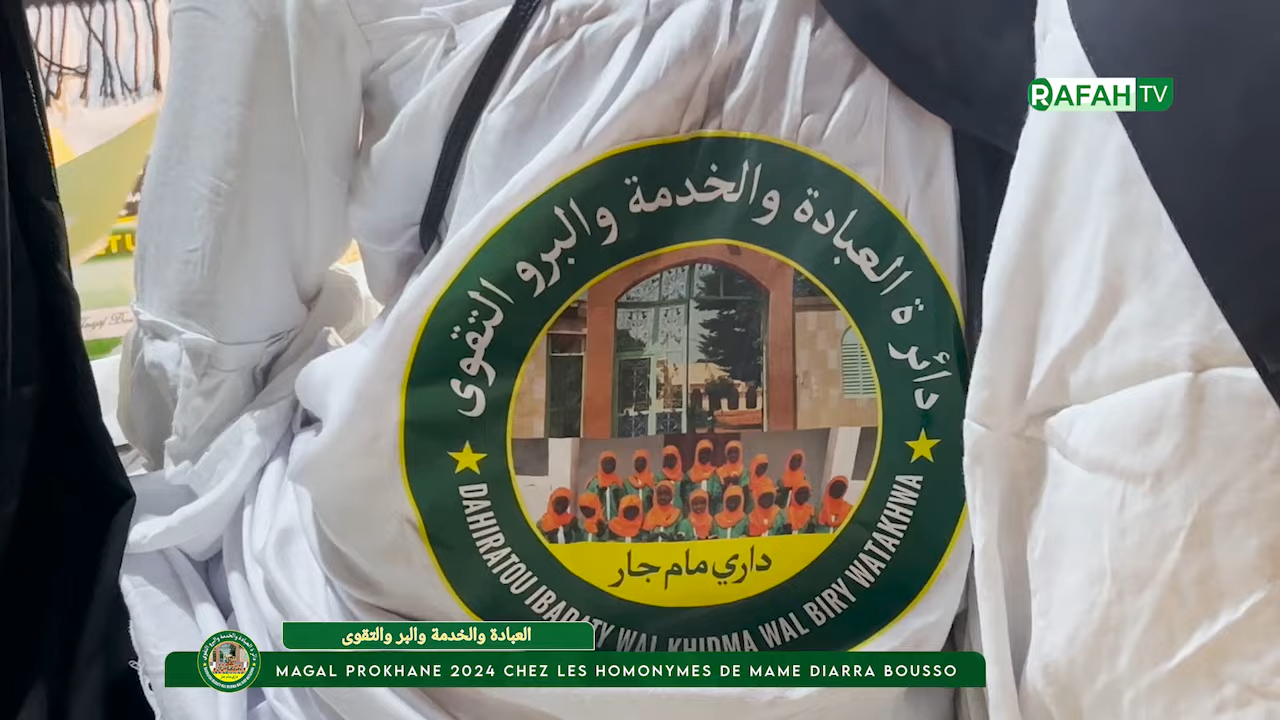 RAFAH TV
دائرة العبادة والخدمة والبرو التقوى
داري مام جار
DAHIRATOU IBADATY WAL KHIDMA WAL BIRY WATAKHWA
العبادة والخدمة والبر والتقوى
MAGAL PROKHANE 2024 CHEZ LES HOMONYMES DE MAME DIARRA BOUSSO